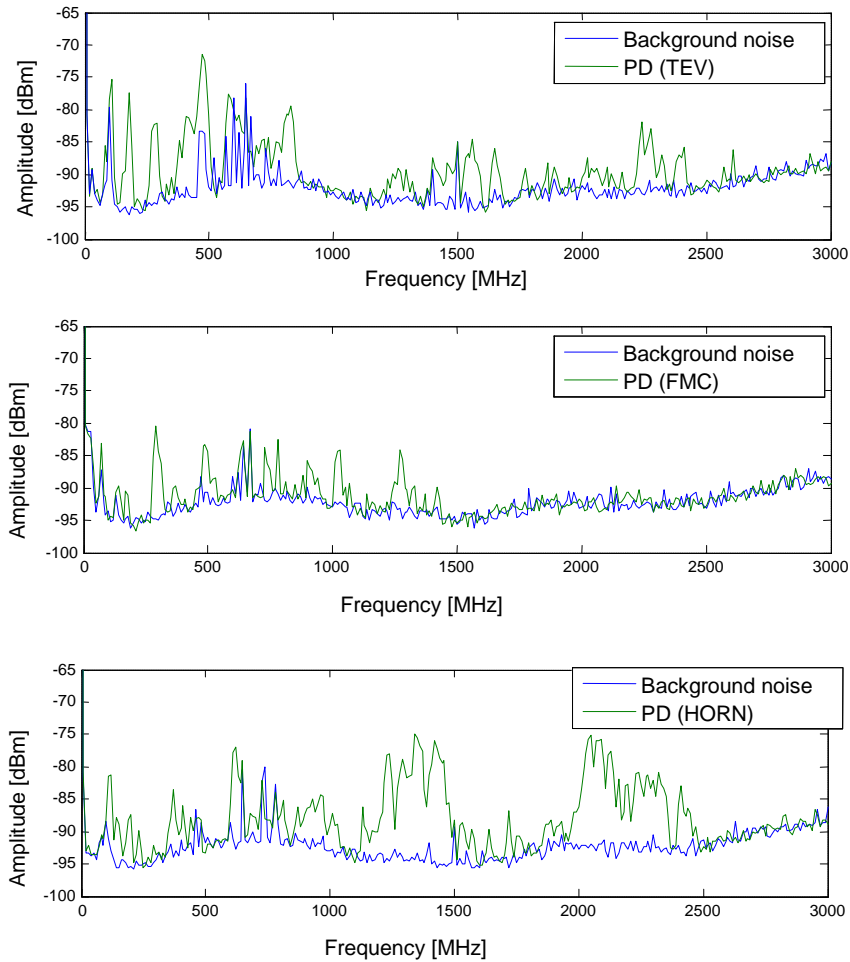 -65
-70
-75
-80
-85
-90
-95
-100
Amplitude [dBm]
Background noise
PD (TEV)
0 500 1000 1500 2000 2500 3000
Frequency [MHz]
-65
-70
-75
-80
-85
-90
-95
-100
Amplitude [dBm]
Background noise
PD (FMC)
0 500 1000 1500 2000 2500 3000
Frequency [MHz]
-65
-70
-75
-80
-85
-90
-95
-100
Amplitude [dBm]
Background noise
PD (HORN)
0 500 1000 1500 2000 2500 3000
Frequency [MHz]